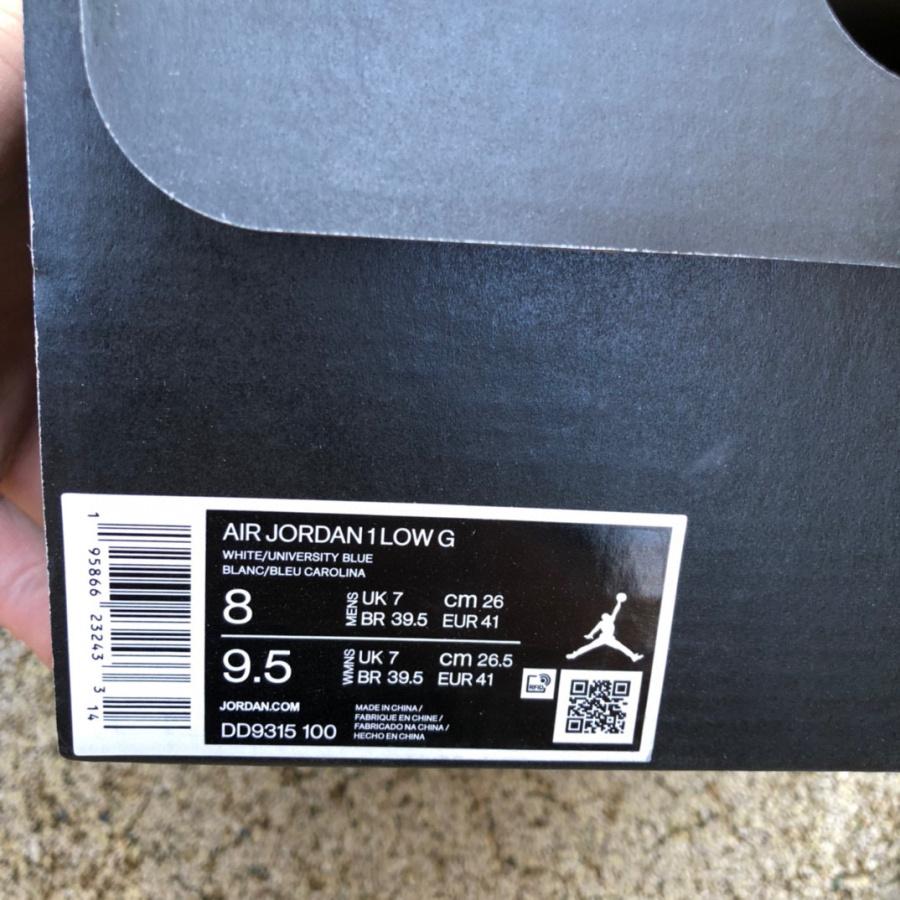 1 95866 23243 3 14
AIR JORDAN 1 LOW G
WHITE/UNIVERSITY BLUE
BLANC/BLEU CAROLINA
8 MENS UK 7 cm 26
BR 39.5 EUR 41
9.5 WMNS UK 7 cm 26.5
BR 39.5 EUR 41
RFID
JORDAN.COM
DD9315 100
MADE IN CHINA /
FABRIQUE EN CHINE /
FABRICADO NA CHINA /
HECHO EN CHINA